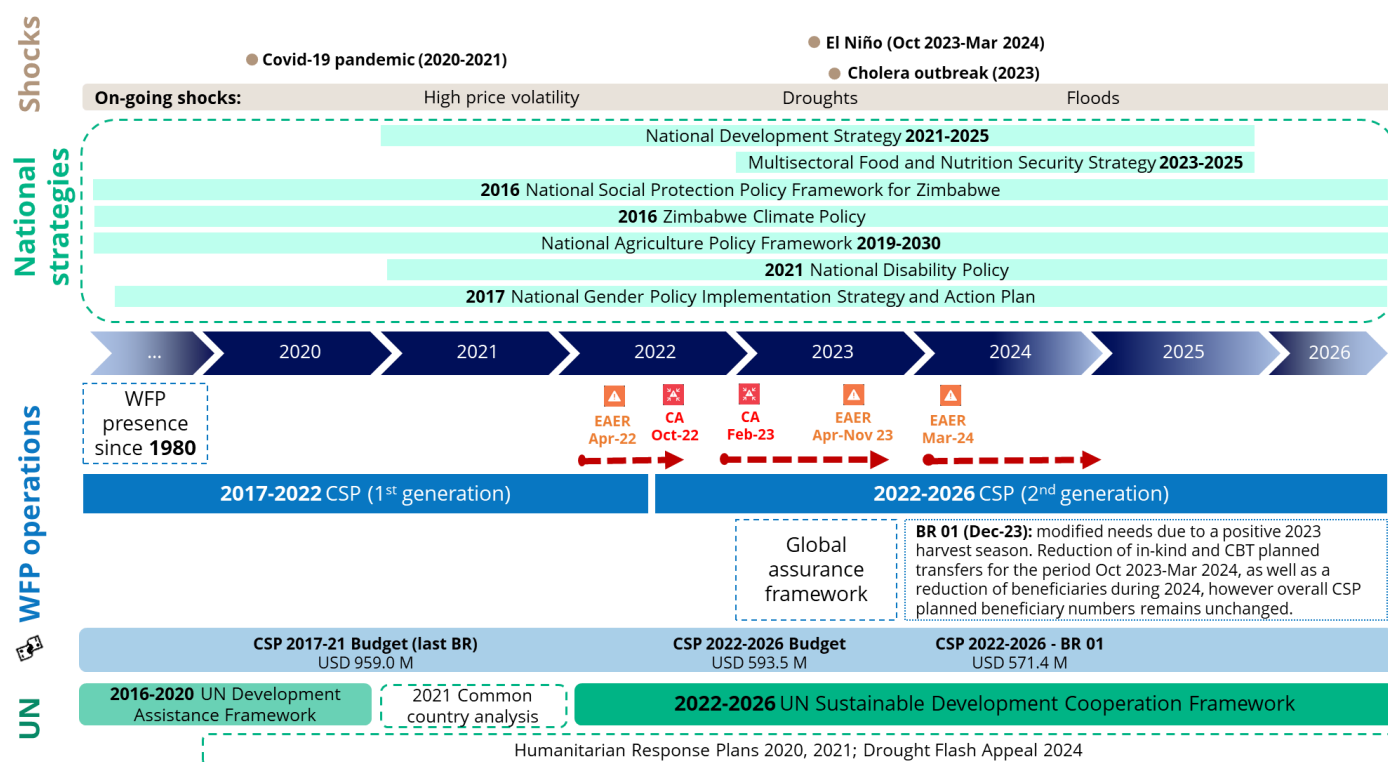 Shocks
Covid-19 pandemic (2020-2021)
El Niño (Oct 2023-Mar 2024)
Cholera outbreak (2023)
On-going shocks: High price volatility Droughts Floods
National
strategies
National Development Strategy 2021-2025
Multisectoral Food and Nutrition Security Strategy 2023-2025
2016 National Social Protection Policy Framework for Zimbabwe
2016 Zimbabwe Climate Policy
National Agriculture Policy Framework 2019-2030
2021 National Disability Policy
2017 National Gender Policy Implementation Strategy and Action Plan
... 2020 2021 2022 2023 2024 2025 2026
WFP operations
WFP
presence
since 1980
EAER
Apr-22
CA
Oct-22
CA
Feb-23
EAER
Apr-Nov 23
EAER
Mar-24
2017-2022 CSP (1st generation)
2022-2026 CSP (2nd generation)
Global
assurance
framework
BR 01 (Dec-23): modified needs due to a positive 2023
harvest season. Reduction of in-kind and CBT planned
transfers for the period Oct 2023-Mar 2024, as well as a
reduction of beneficiaries during 2024, however overall CSP
planned beneficiary numbers remains unchanged.
CSP 2017-21 Budget (last BR)
USD 959.0 M
CSP 2022-2026 Budget
USD 593.5 M
CSP 2022-2026 - BR 01
USD 571.4 M
UN
2016-2020 UN Development
Assistance Framework
2021 Common
country analysis
2022-2026 UN Sustainable Development Cooperation Framework
Humanitarian Response Plans 2020, 2021; Drought Flash Appeal 2024